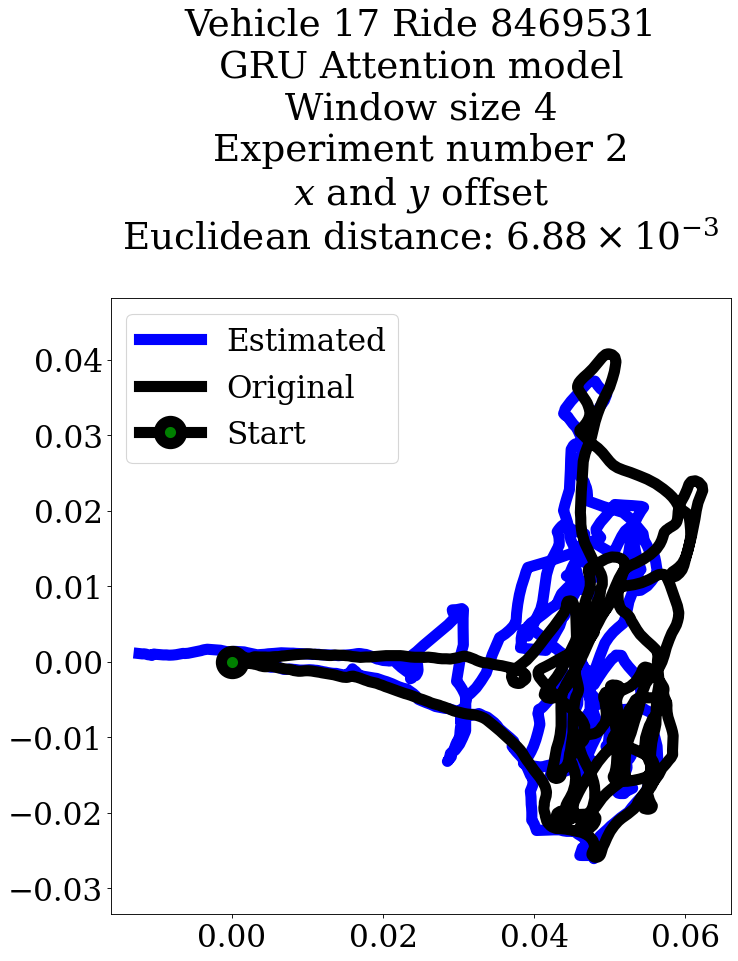 Vehicle 17 Ride 8469531
GRU Attention model
Window size 4
Experiment number 2
x and y offset
Euclidean distance: 6.88 × 10⁻³
Estimated
Original
Start
0.04
0.03
0.02
0.01
0.00
−0.01
−0.02
−0.03
0.00 0.02 0.04 0.06